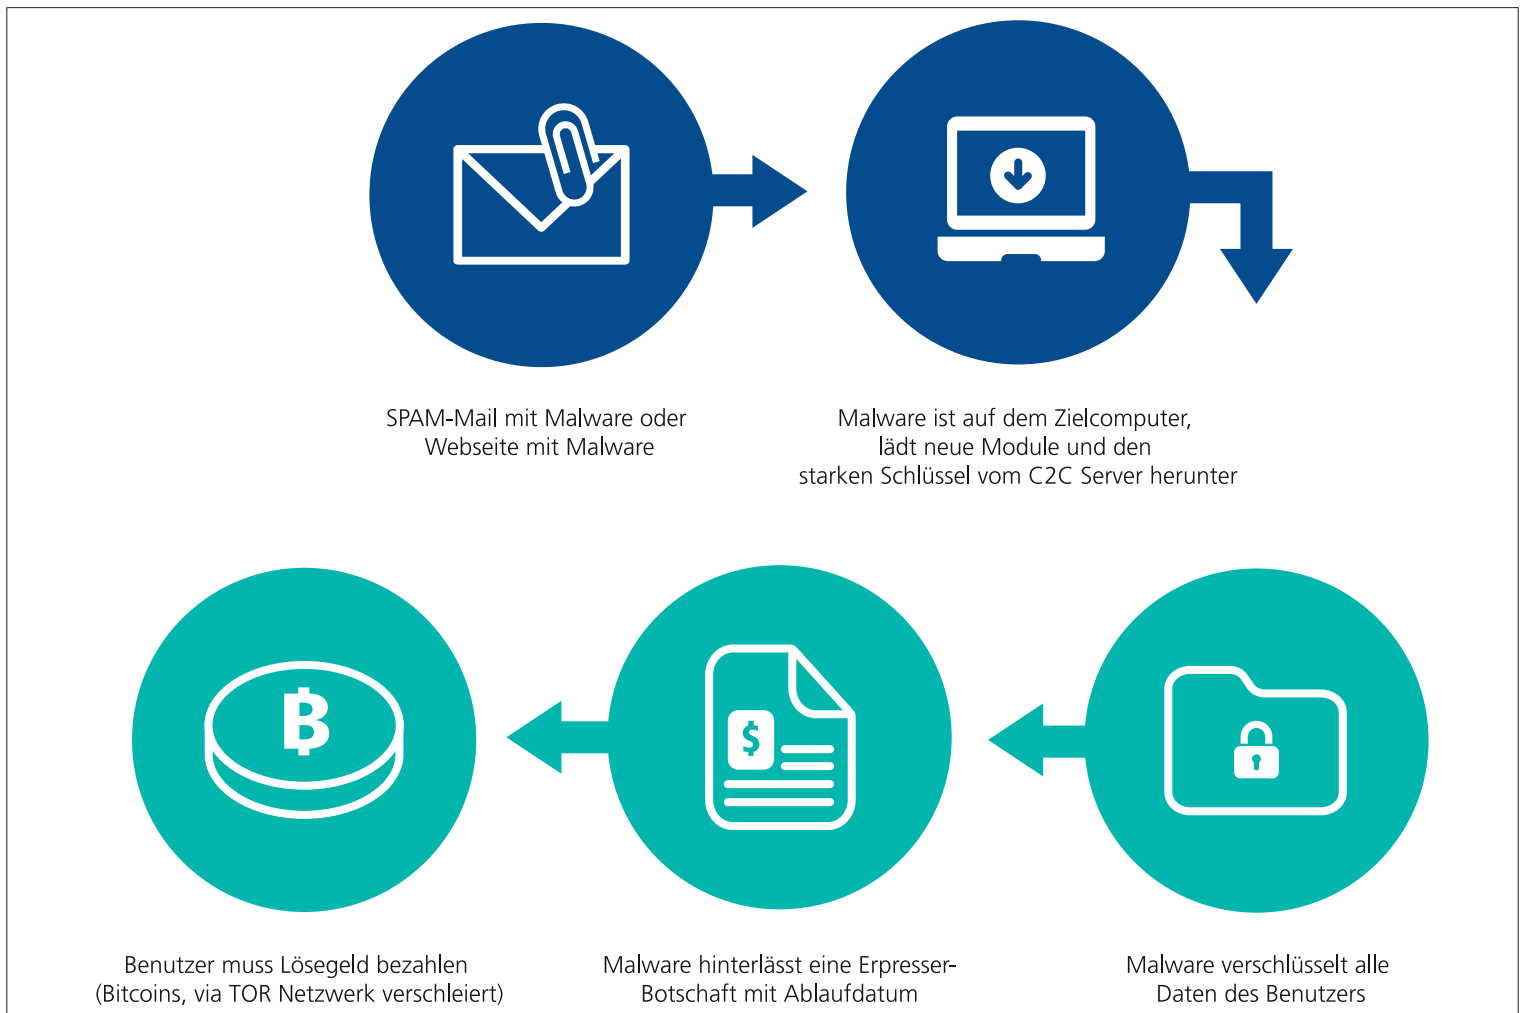 SPAM-Mail mit Malware oder
Webseite mit Malware
Malware ist auf dem Zielcomputer,
lädt neue Module und den
starken Schlüssel vom C2C Server herunter
฿
$
Benutzer muss Lösegeld bezahlen
(Bitcoins, via TOR Netzwerk verschleiert)
Malware hinterlässt eine Erpresser-
Botschaft mit Ablaufdatum
Malware verschlüsselt alle
Daten des Benutzers